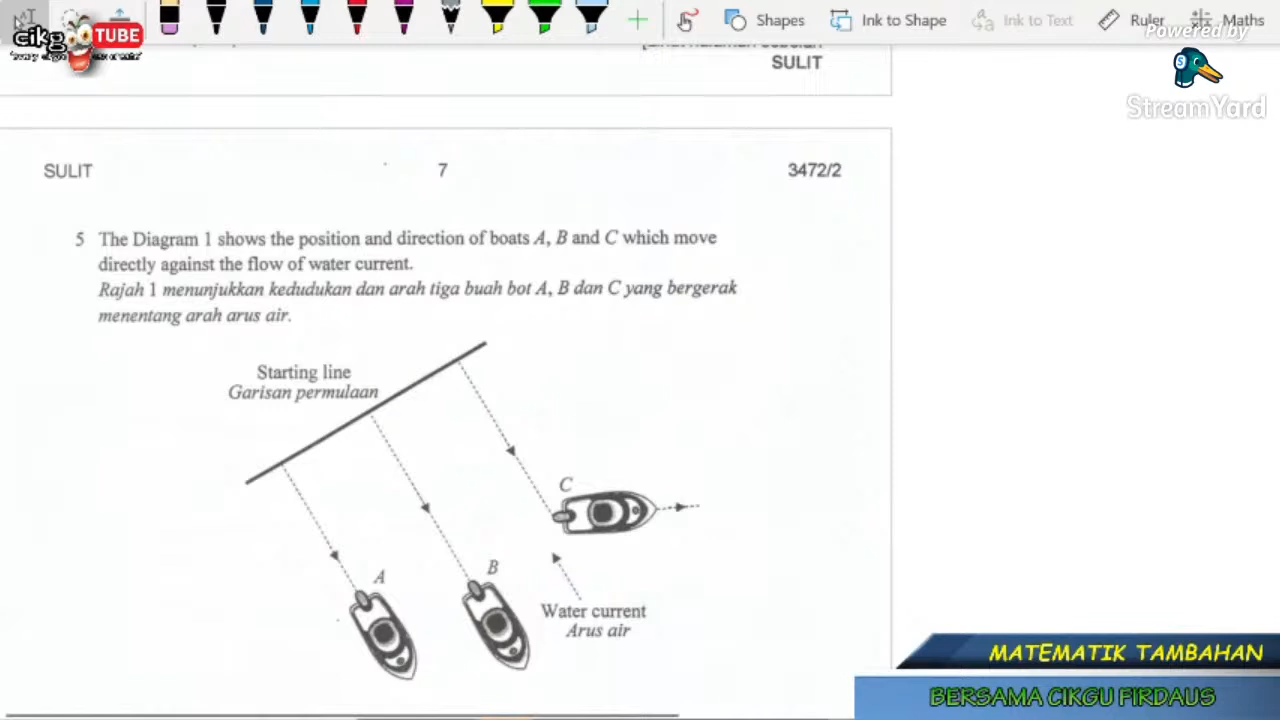 Shapes
Ink to Shape
Ink to Text
Ruler
Maths
cikg TUBE
Powered by
StreamYard
SULIT
SULIT 7 3472/2
5 The Diagram 1 shows the position and direction of boats A, B and C which move
directly against the flow of water current.
Rajah 1 menunjukkan kedudukan dan arah tiga buah bot A, B dan C yang bergerak
menentang arah arus air.
Starting line
Garisan permulaan
C
A
B
Water current
Arus air
MATEMATIK TAMBAHAN
BERSAMA CIKGU FIRDAUS